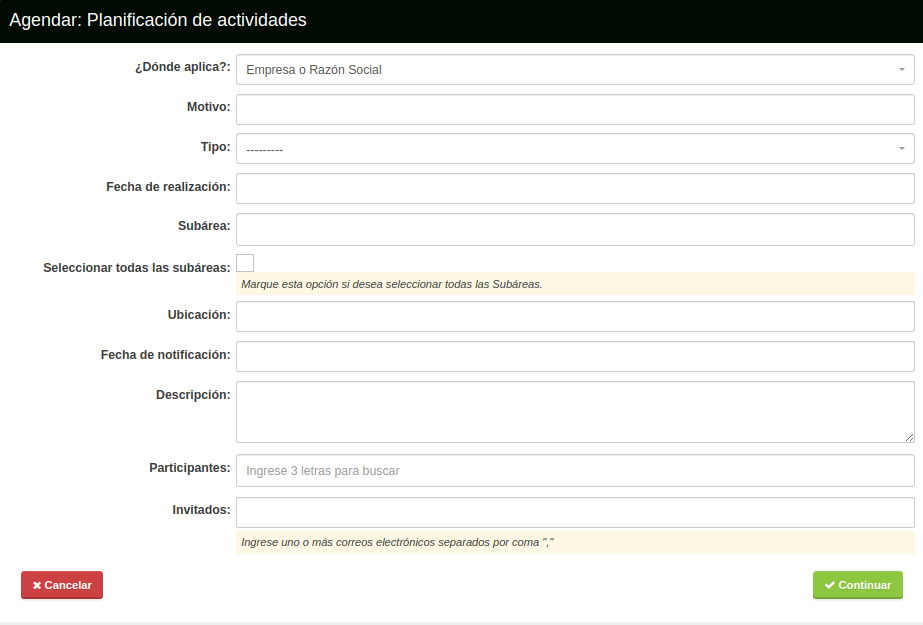 Agendar: Planificación de actividades
¿Dónde aplica?: Empresa o Razón Social
Motivo:
Tipo: ---------
Fecha de realización:
Subárea:
Seleccionar todas las subáreas:
Marque esta opción si desea seleccionar todas las Subáreas.
Ubicación:
Fecha de notificación:
Descripción:
Participantes: Ingrese 3 letras para buscar
Invitados:
Ingrese uno o más correos electrónicos separados por coma ","
Cancelar Continuar